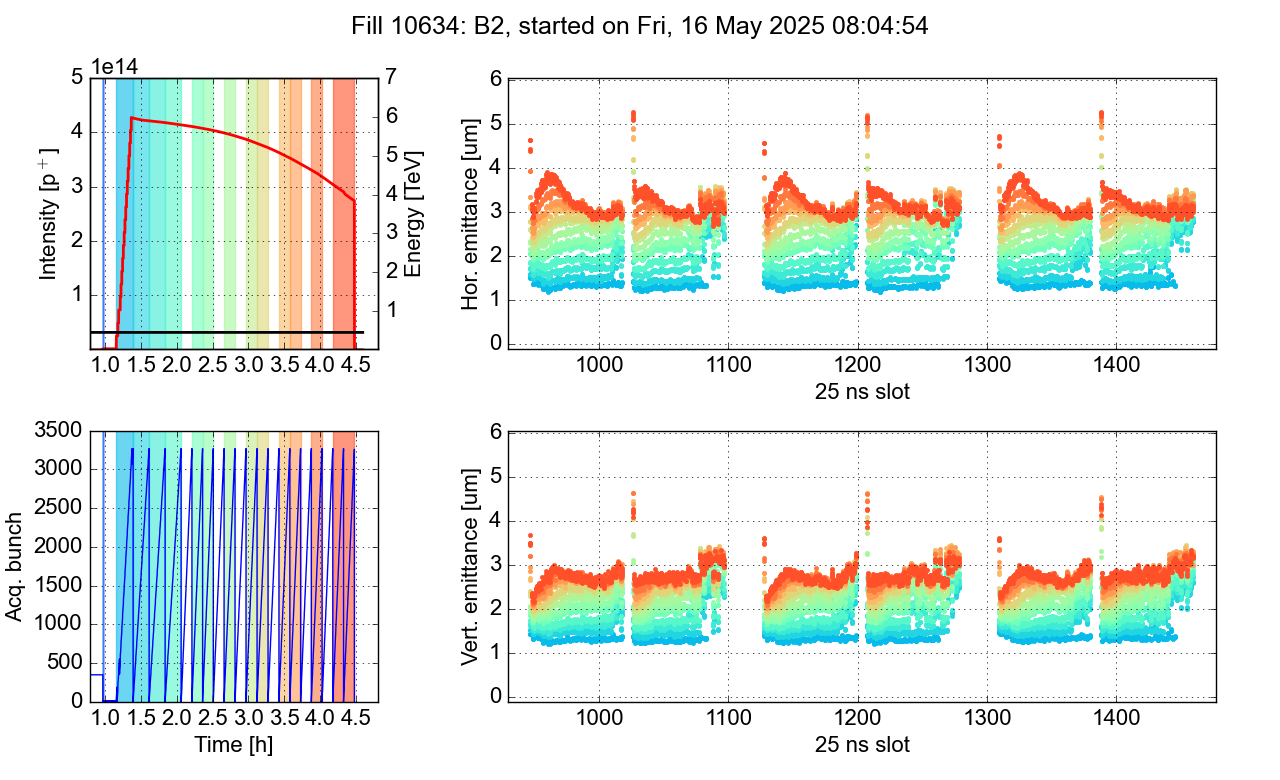 Fill 10634: B2, started on Fri, 16 May 2025 08:04:54
1e14
5
4
3
2
1
Intensity [p+]
7
6
5
4
3
2
1
Energy [TeV]
1.0 1.5 2.0 2.5 3.0 3.5 4.0 4.5
6
5
4
3
2
1
0
Hor. emittance [um]
1000 1100 1200 1300 1400
25 ns slot
3500
3000
2500
2000
1500
1000
500
0
Acq. bunch
1.0 1.5 2.0 2.5 3.0 3.5 4.0 4.5
Time [h]
6
5
4
3
2
1
0
Vert. emittance [um]
1000 1100 1200 1300 1400
25 ns slot